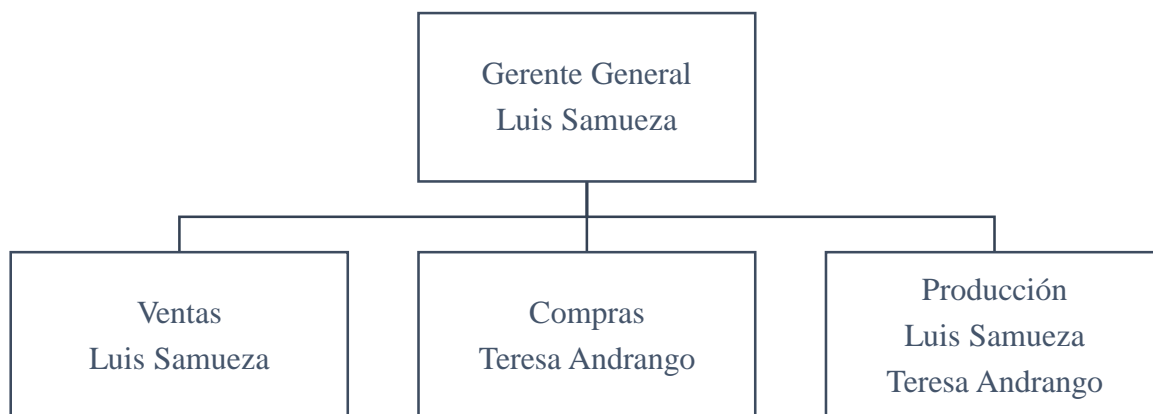 Gerente General
Luis Samueza
Ventas
Luis Samueza
Compras
Teresa Andrango
Producción
Luis Samueza
Teresa Andrango